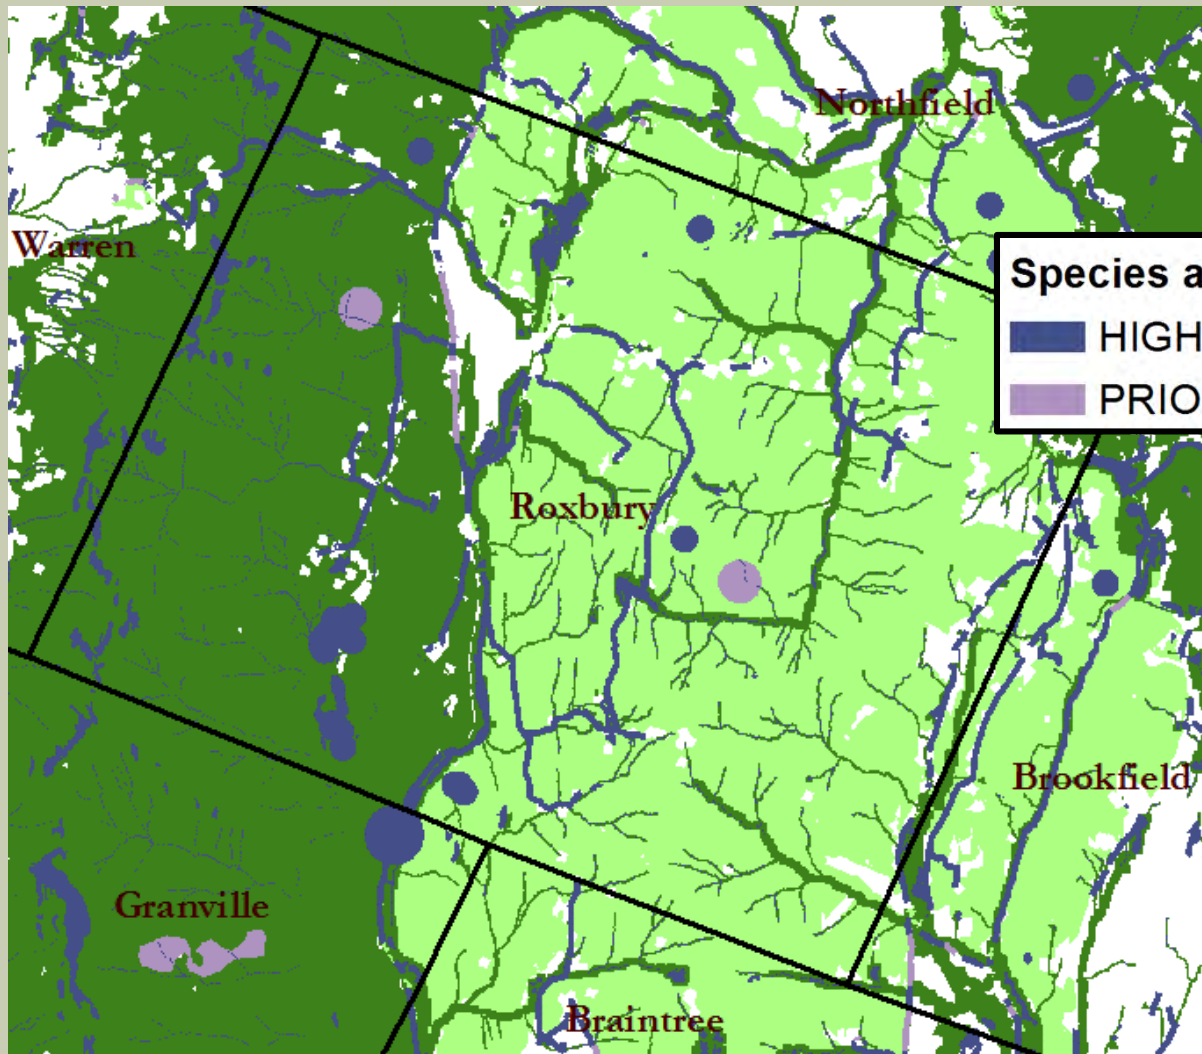 Northfield
Warren
Species a
HIGH
PRIO
Roxbury
Brookfield
Granville
Braintree